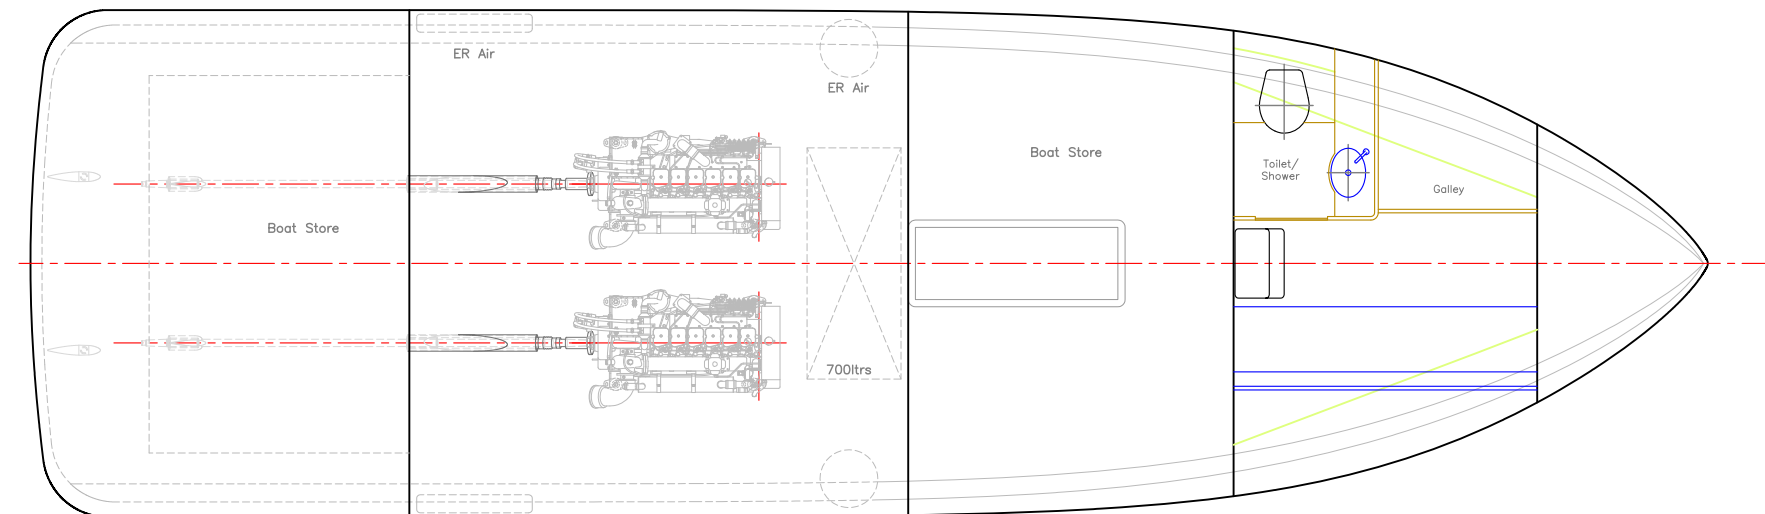 ER Air
ER Air
Boat Store
Toilet/
Shower
Galley
Boat Store
700ltrs